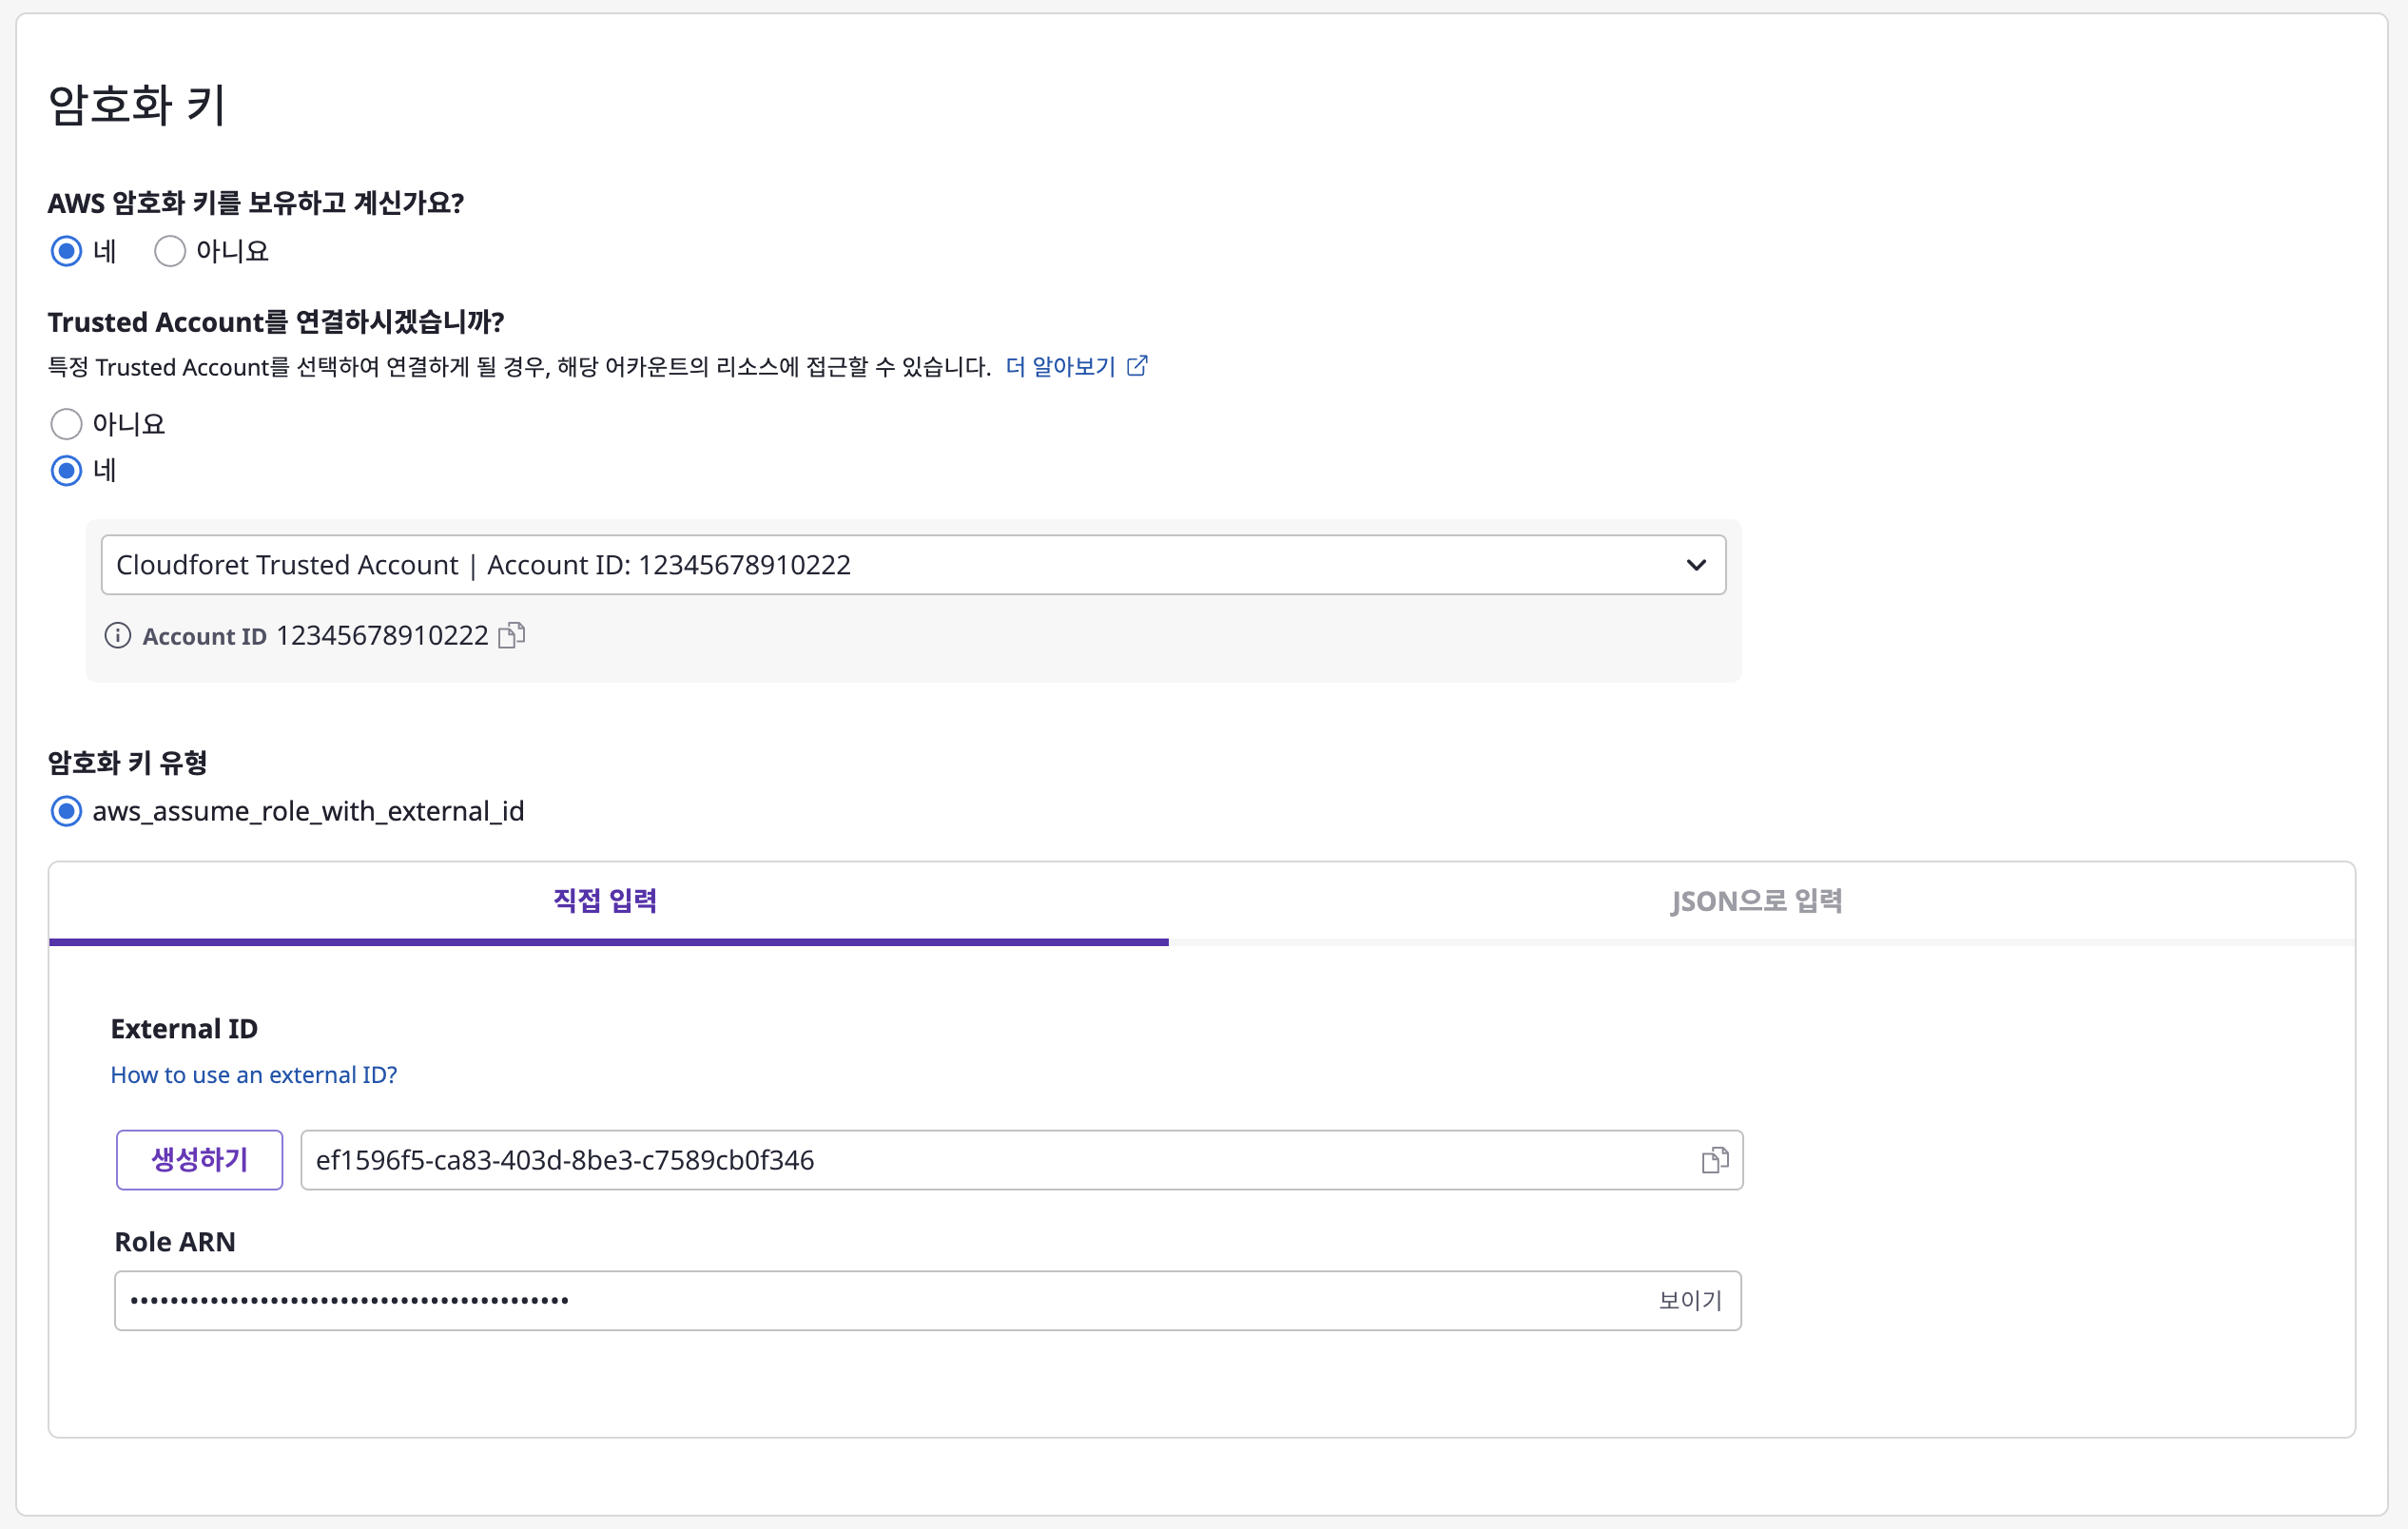 암호화 키
AWS 암호화 키를 보유하고 계신가요?
네 아니요
Trusted Account를 연결하시겠습니까?
특정 Trusted Account를 선택하여 연결하게 될 경우, 해당 어카운트의 리소스에 접근할 수 있습니다. 더 알아보기
아니요
네
Cloudforet Trusted Account | Account ID: 12345678910222
Account ID 12345678910222
암호화 키 유형
aws_assume_role_with_external_id
직접 입력 JSON으로 입력
External ID
How to use an external ID?
생성하기 ef1596f5-ca83-403d-8be3-c7589cb0f346
Role ARN
•••••••••••••••••••••••••••••••••••••••••••• 보이기